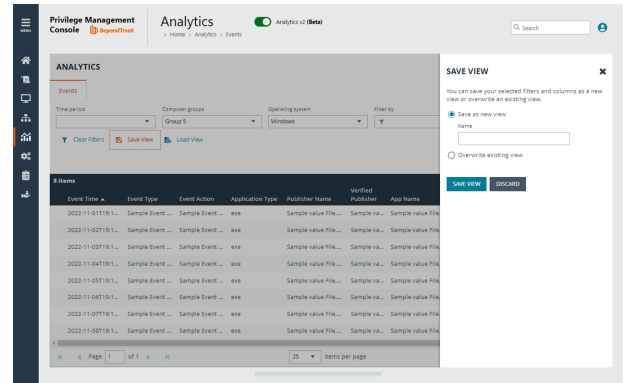 MENU
Privilege Management
Console BeyondTrust
Analytics
› Home › Analytics › Events
Analytics v2 (Beta)
Search
ANALYTICS
Events
Time period
Computer groups
Group 5
Operating system
Windows
Filter by
Clear Filters
Save View
Load View
8 items
Event Time
Event Type
Event Action
Application Type
Publisher Name
Verified
Publisher
App Name
2022-11-01T19:1... Sample Event ... Sample Event ... exe Sample value File.... Sample va... Sample value File.
2022-11-02T19:1... Sample Event ... Sample Event ... exe Sample value File.... Sample va... Sample value File.
2022-11-03T19:1... Sample Event ... Sample Event ... exe Sample value File.... Sample va... Sample value File.
2022-11-04T19:1... Sample Event ... Sample Event ... exe Sample value File.... Sample va... Sample value File.
2022-11-05T19:1... Sample Event ... Sample Event ... exe Sample value File.... Sample va... Sample value File.
2022-11-06T19:1... Sample Event ... Sample Event ... exe Sample value File.... Sample va... Sample value File.
2022-11-07T19:1... Sample Event ... Sample Event ... exe Sample value File.... Sample va... Sample value File.
2022-11-08T19:1... Sample Event ... Sample Event ... exe Sample value File.... Sample va... Sample value File.
Page 1 of 1
25 items per page
SAVE VIEW
You can save your selected filters and columns as a new
view or overwrite an existing view.
Save as new view
Name
Overwrite existing view
SAVE VIEW
DISCARD